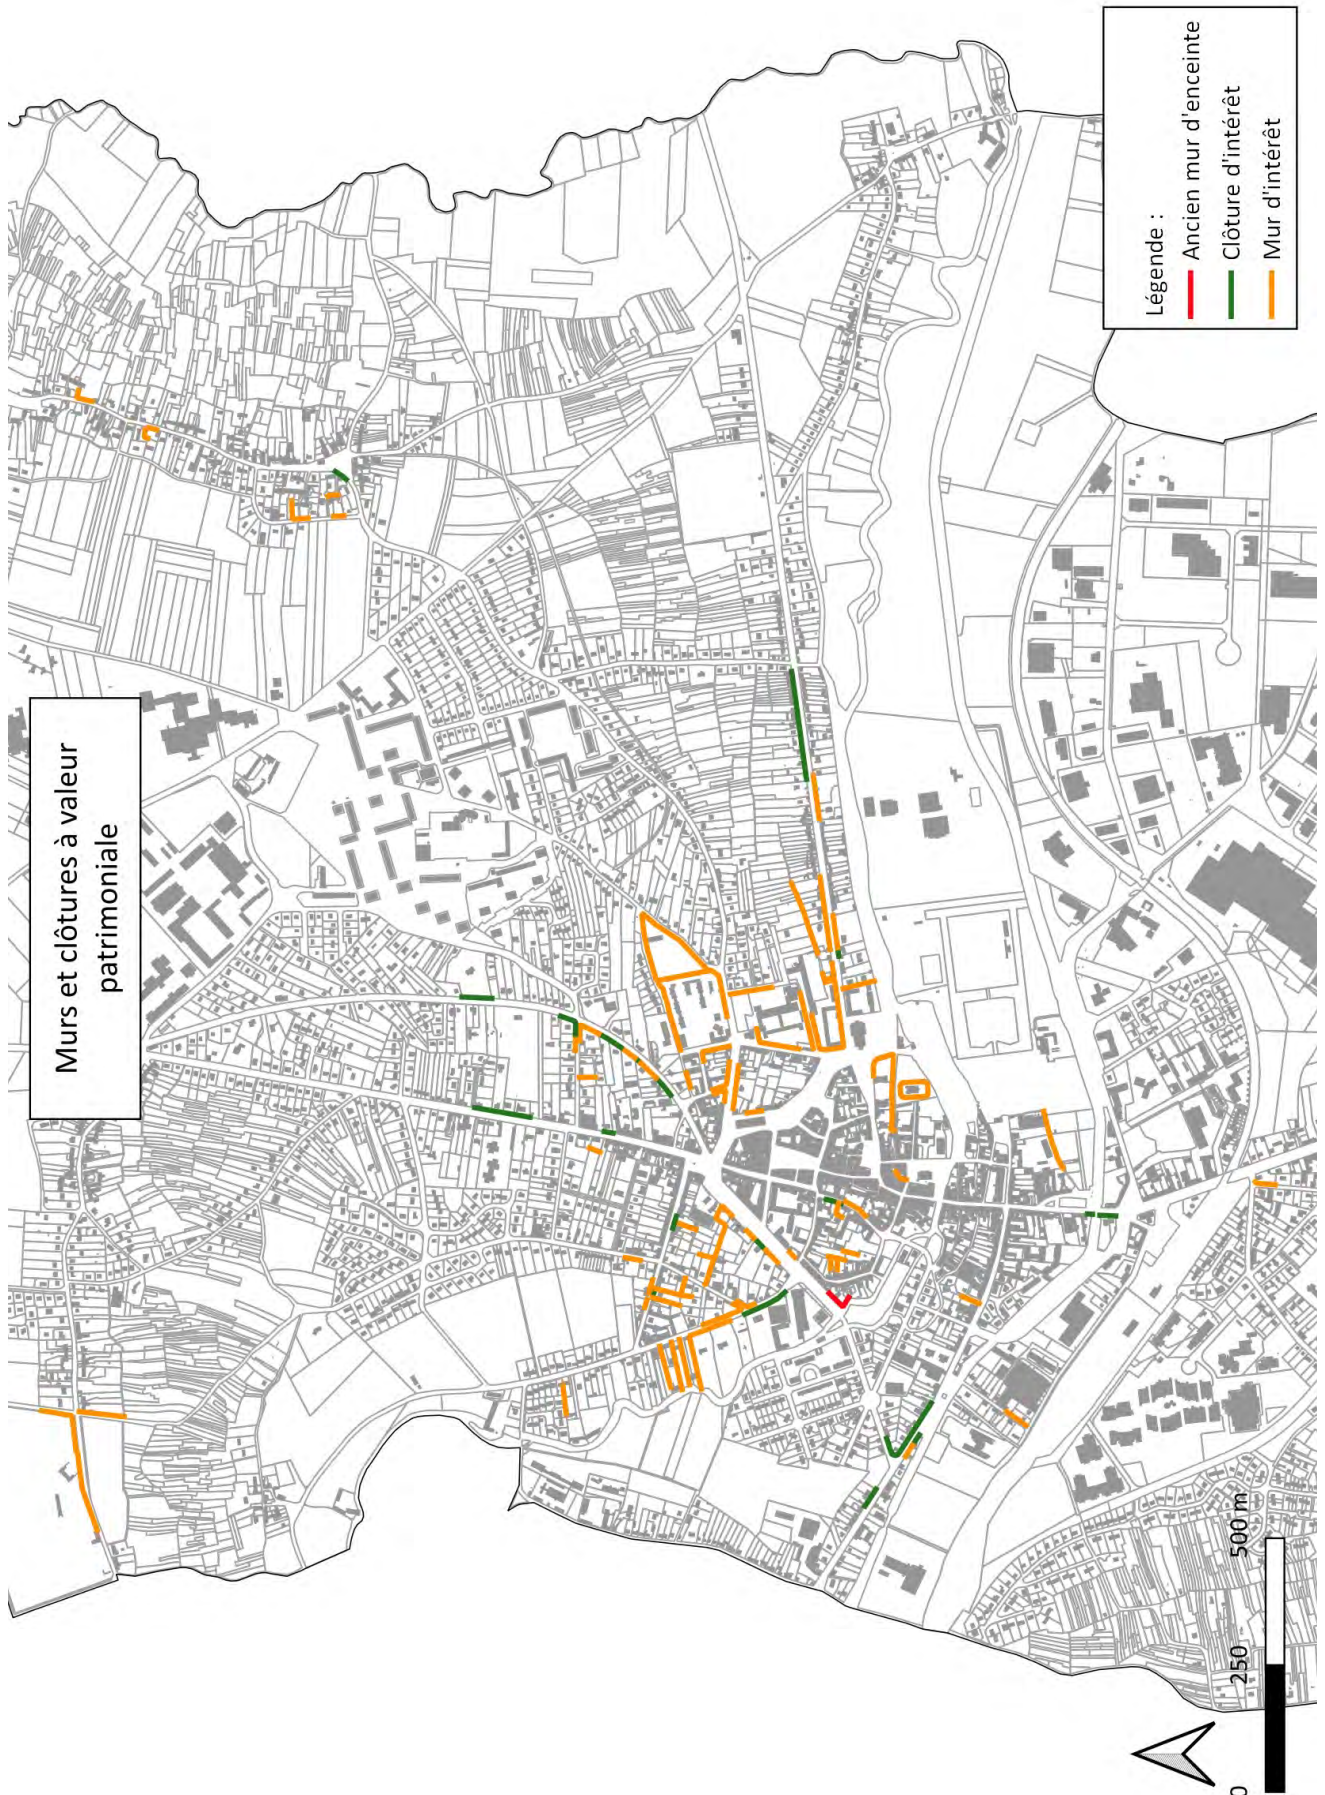 Murs et clôtures à valeur
patrimoniale
Légende :
Ancien mur d'enceinte
Clôture d'intérêt
Mur d'intérêt
0 250 500 m